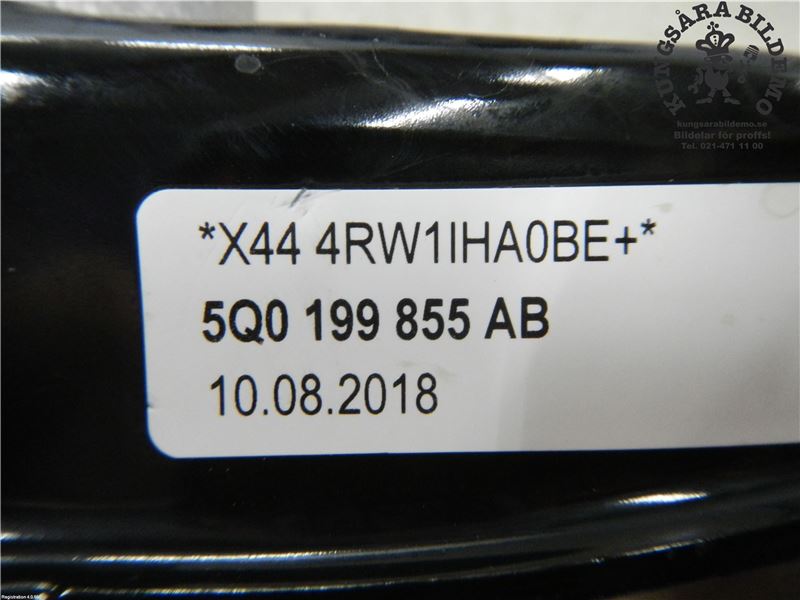 KUNGSÅRA BILDEMO
kungsarabildemo.se
Bildelar för proffs!
Tel. 021-471 11 00
*X44 4RW1IHA0BE+*
5Q0 199 855 AB
10.08.2018